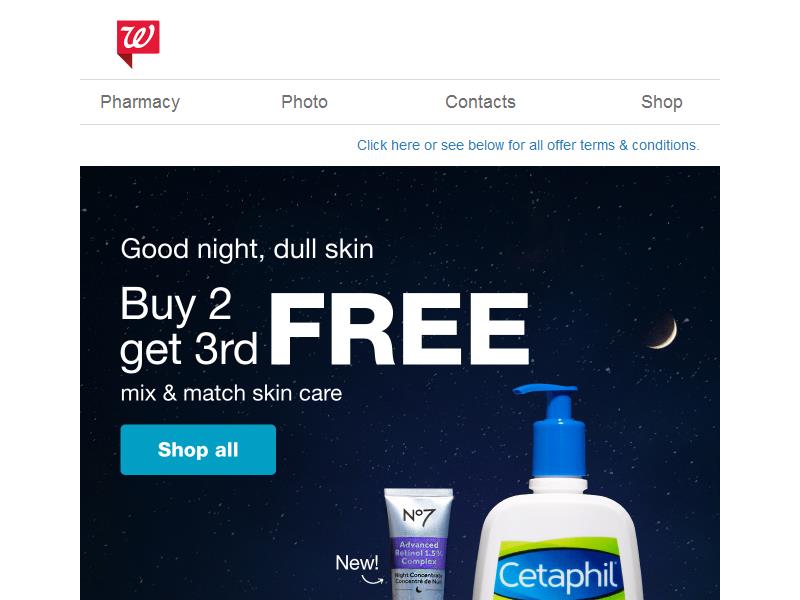 W
Pharmacy Photo Contacts Shop
Click here or see below for all offer terms & conditions.
Good night, dull skin
Buy 2
get 3rd FREE
mix & match skin care
Shop all
New!
No7
Advanced
Retinol 1.5%
Complex
Night Concentrate
Concentré de Nuit
Cetaphil